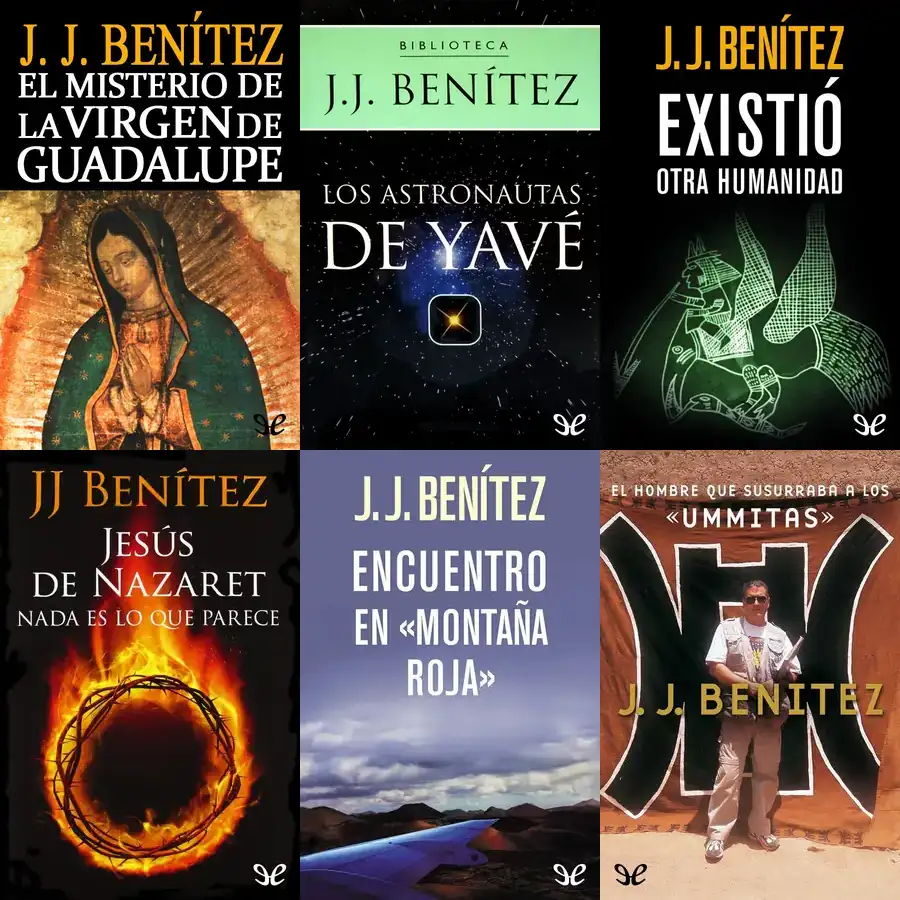 J. J. BENÍTEZ
EL MISTERIO DE
LA VIRGEN DE
GUADALUPE
BIBLIOTECA
J.J. BENÍTEZ
LOS ASTRONAUTAS
DE YAVÉ
J. J. BENÍTEZ
EXISTIÓ
OTRA HUMANIDAD
JJ BENÍTEZ
JESÚS
DE NAZARET
NADA ES LO QUE PARECE
J. J. BENÍTEZ
ENCUENTRO
EN «MONTAÑA
ROJA»
EL HOMBRE QUE SUSURRABA A LOS
«UMMITAS»
J. J. BENITEZ